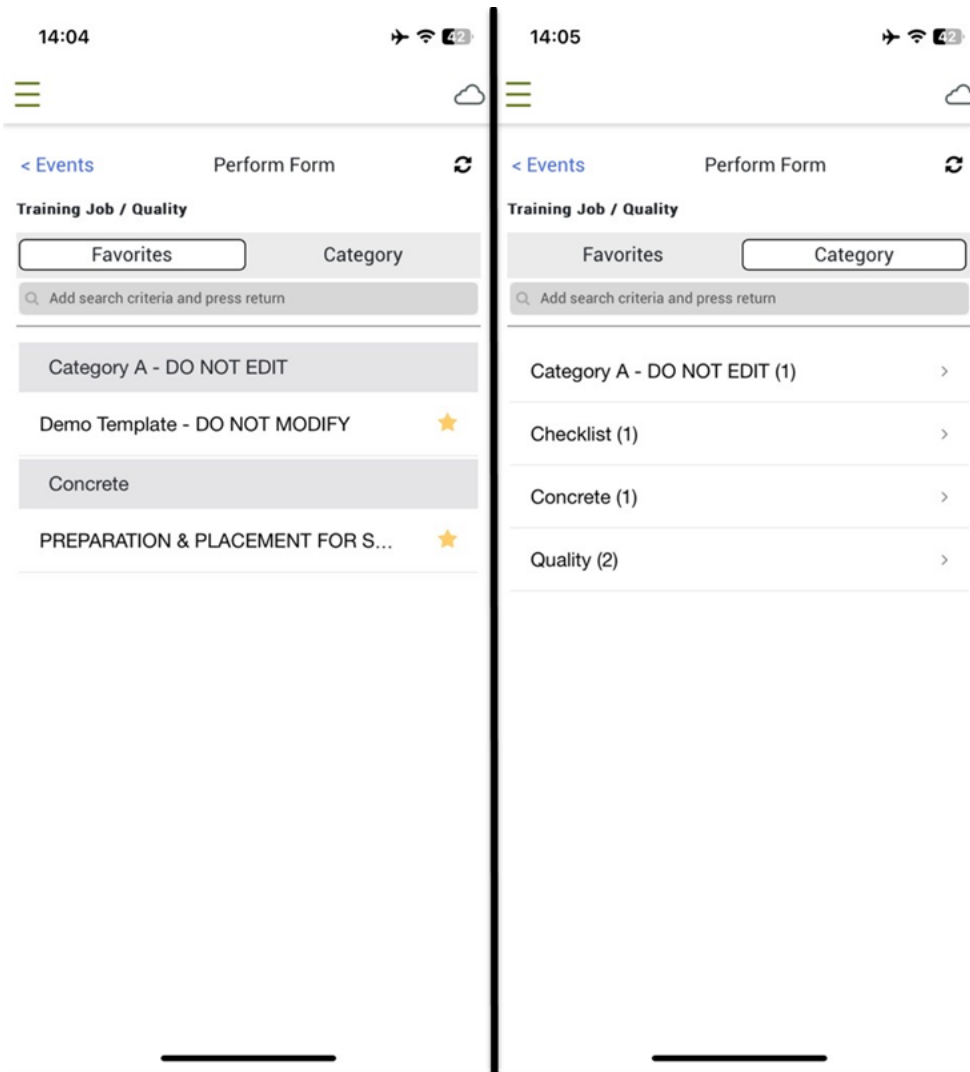 14:04
42
< Events
Perform Form
Training Job / Quality
Favorites
Category
Add search criteria and press return
Category A - DO NOT EDIT
Demo Template - DO NOT MODIFY
Concrete
PREPARATION & PLACEMENT FOR S...
14:05
42
< Events
Perform Form
Training Job / Quality
Favorites
Category
Add search criteria and press return
Category A - DO NOT EDIT (1)
Checklist (1)
Concrete (1)
Quality (2)